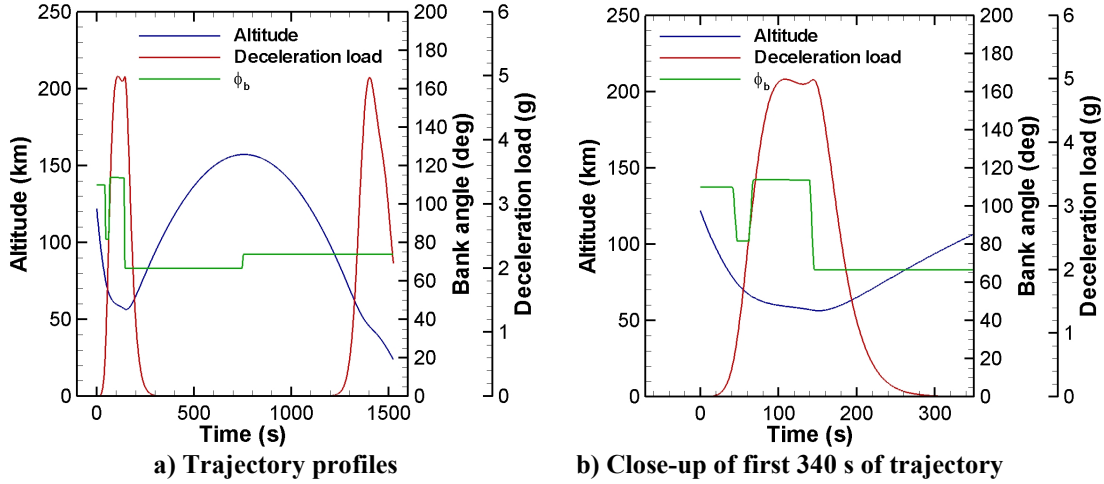 Altitude
Deceleration load
ϕb
Altitude (km)
250
200
150
100
50
0
0 500 1000 1500
Time (s)
Bank angle (deg)
200
180
160
140
120
100
80
60
40
20
0
Deceleration load (g)
6
5
4
3
2
1
0
a) Trajectory profiles
Altitude
Deceleration load
ϕb
Altitude (km)
250
200
150
100
50
0
0 100 200 300
Time (s)
Bank angle (deg)
200
180
160
140
120
100
80
60
40
20
0
Deceleration load (g)
6
5
4
3
2
1
0
b) Close-up of first 340 s of trajectory